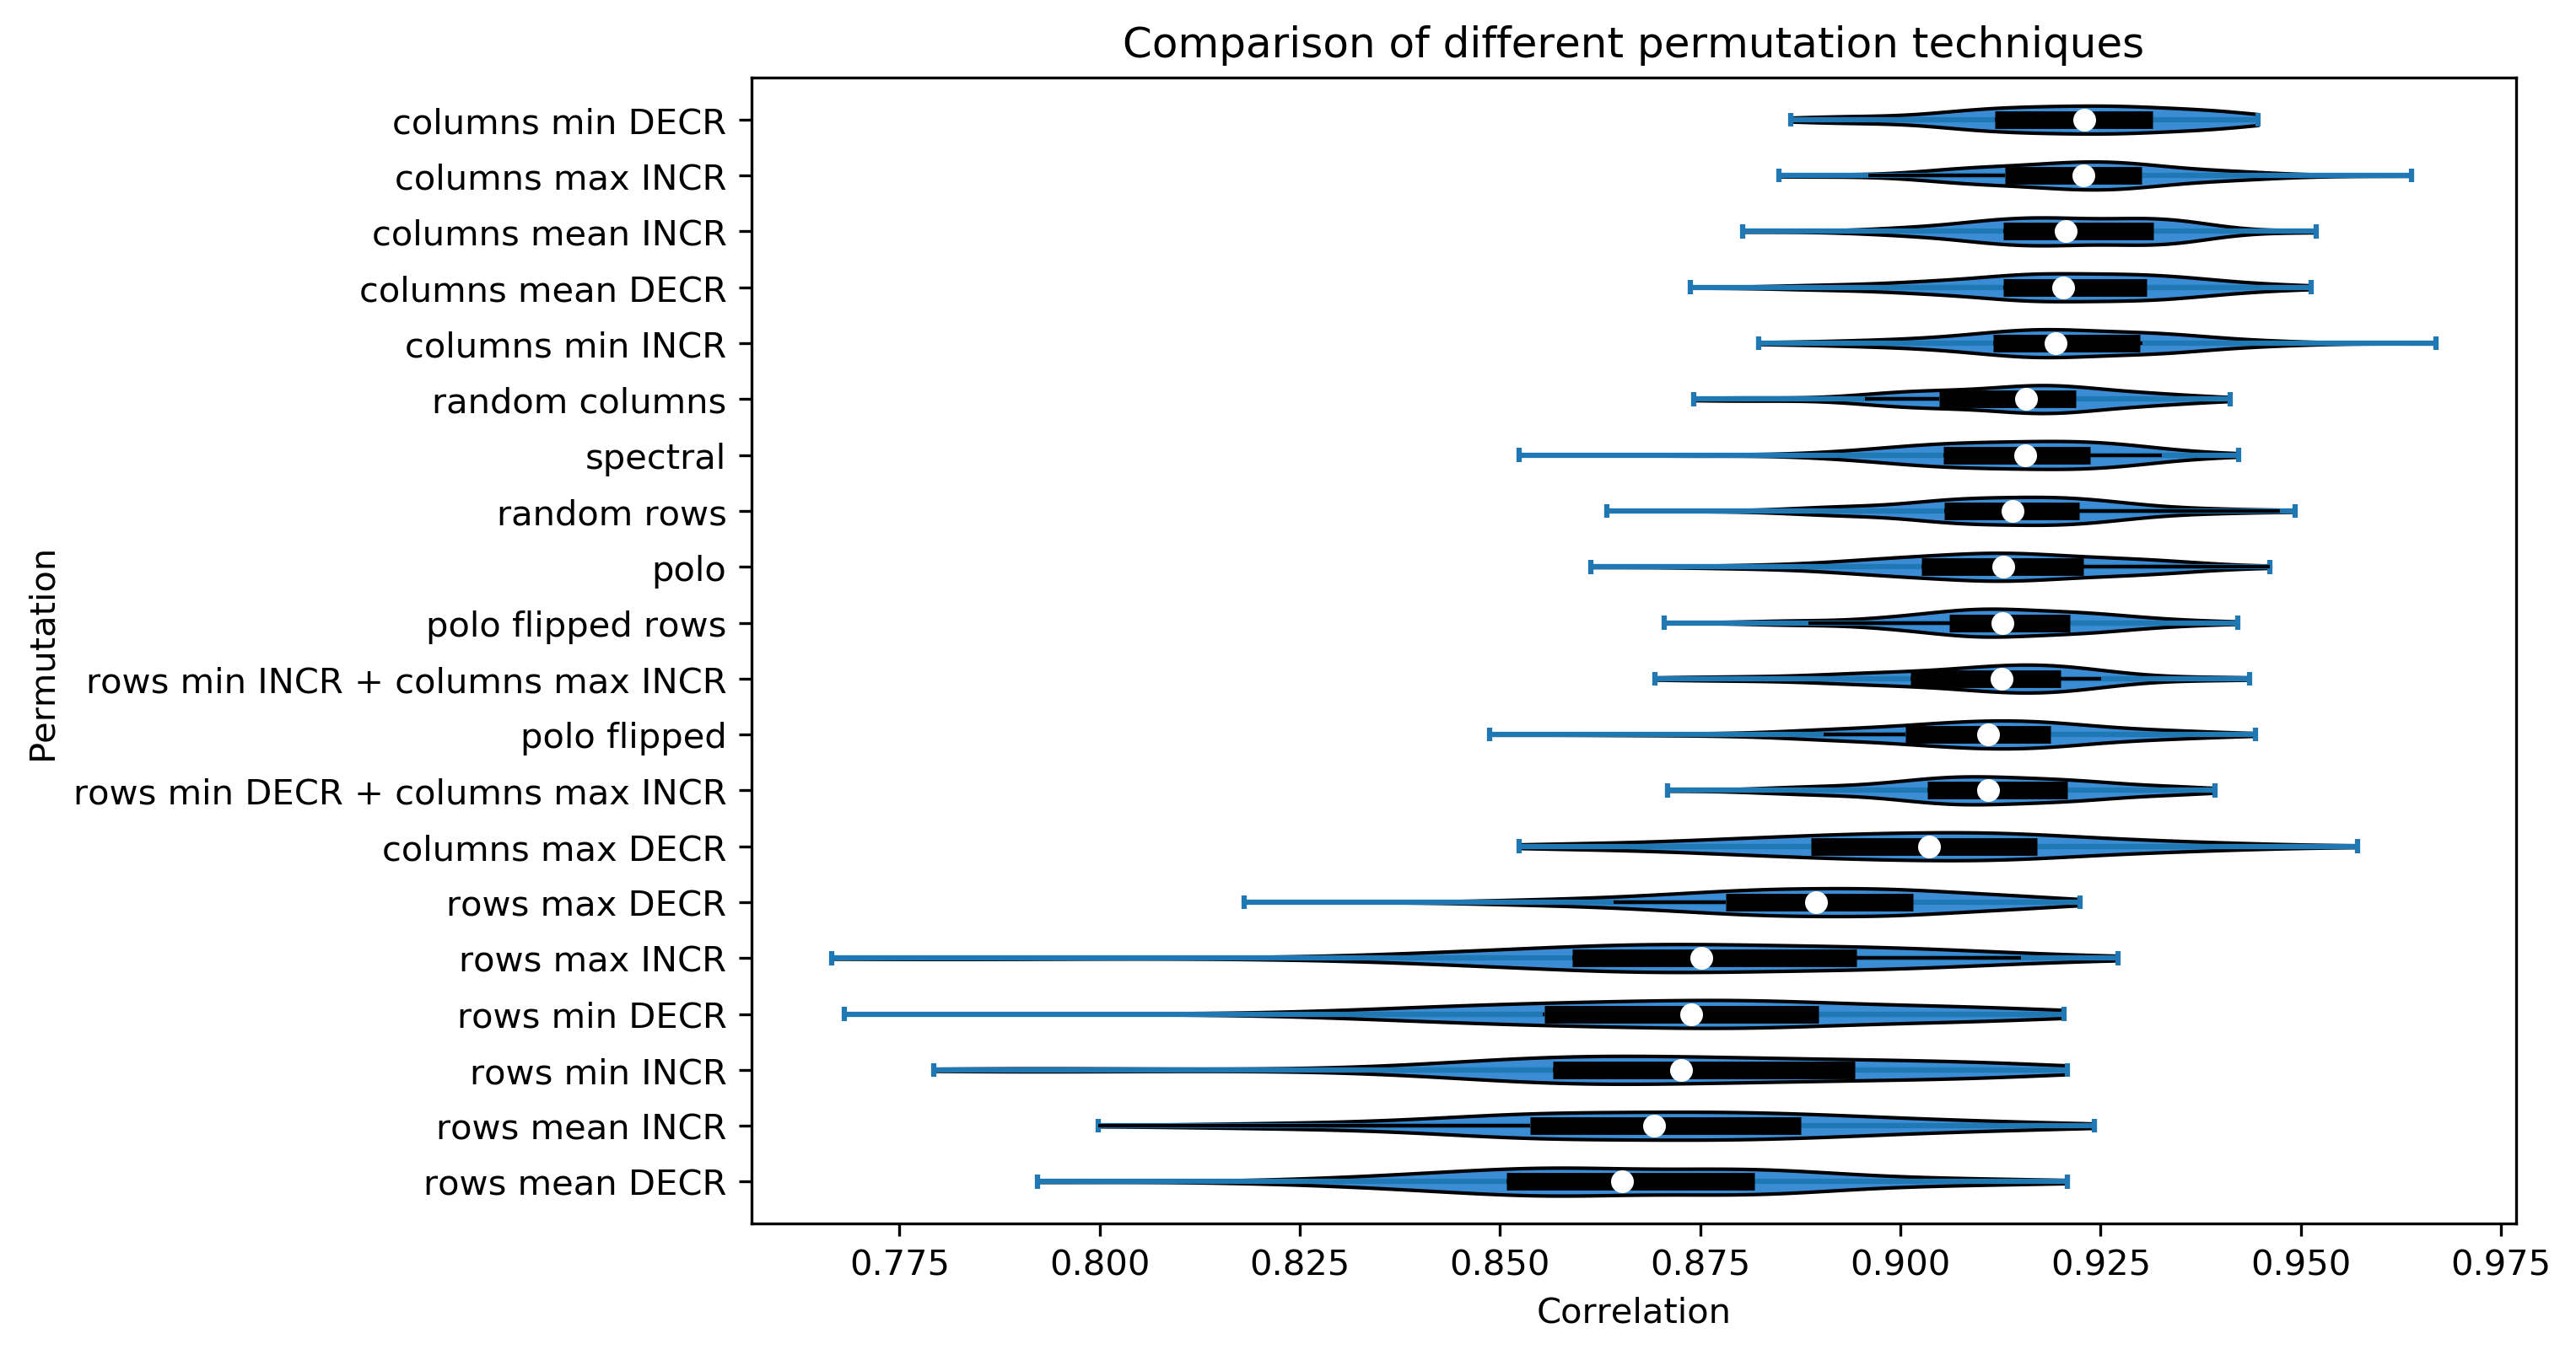 Comparison of different permutation techniques
Permutation
columns min DECR
columns max INCR
columns mean INCR
columns mean DECR
columns min INCR
random columns
spectral
random rows
polo
polo flipped rows
rows min INCR + columns max INCR
polo flipped
rows min DECR + columns max INCR
columns max DECR
rows max DECR
rows max INCR
rows min DECR
rows min INCR
rows mean INCR
rows mean DECR
0.775 0.800 0.825 0.850 0.875 0.900 0.925 0.950 0.975
Correlation